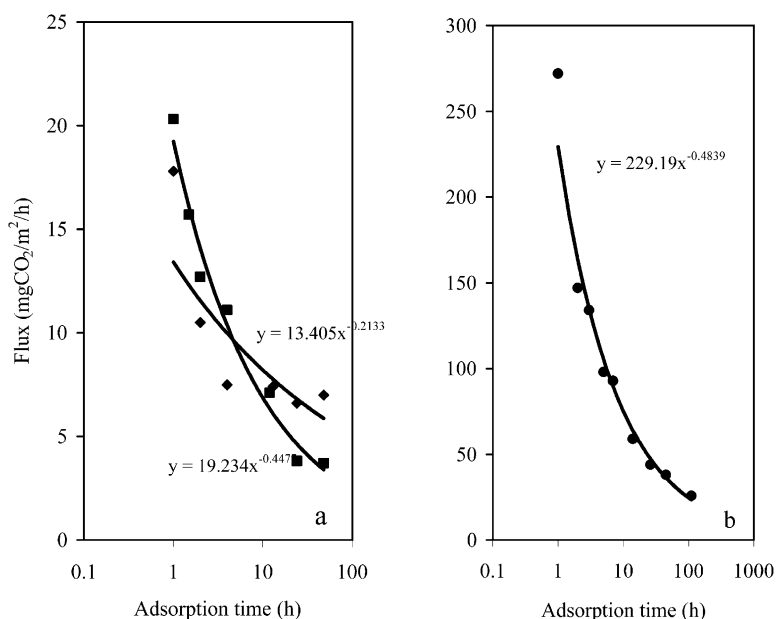 25
20
15
10
5
0
Flux (mgCO₂/m²/h)
y = 13.405x^-0.2133
y = 19.234x^-0.447
a
0.1 1 10 100
Adsorption time (h)
300
250
200
150
100
50
0
y = 229.19x^-0.4839
b
0.1 1 10 100 1000
Adsorption time (h)